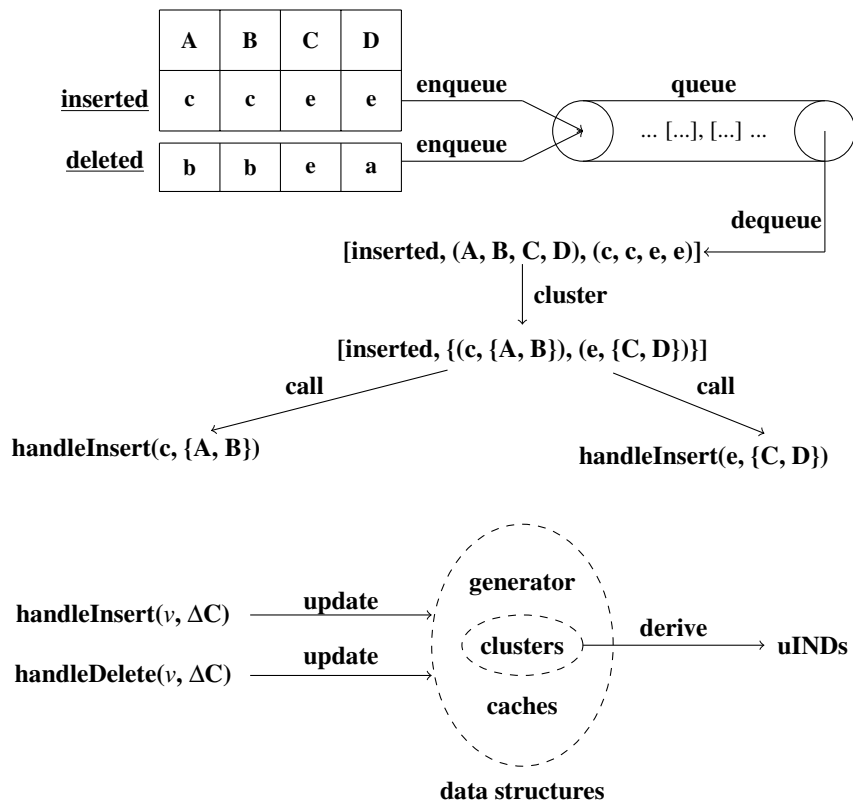 A B C D
inserted c c e e enqueue queue
... [...], [...] ...
deleted b b e a enqueue
dequeue
[inserted, (A, B, C, D), (c, c, e, e)]
cluster
[inserted, {(c, {A, B}), (e, {C, D})}]
call call
handleInsert(c, {A, B})
handleInsert(e, {C, D})
generator
handleInsert(v, ΔC) update
clusters derive uINDs
handleDelete(v, ΔC) update
caches
data structures